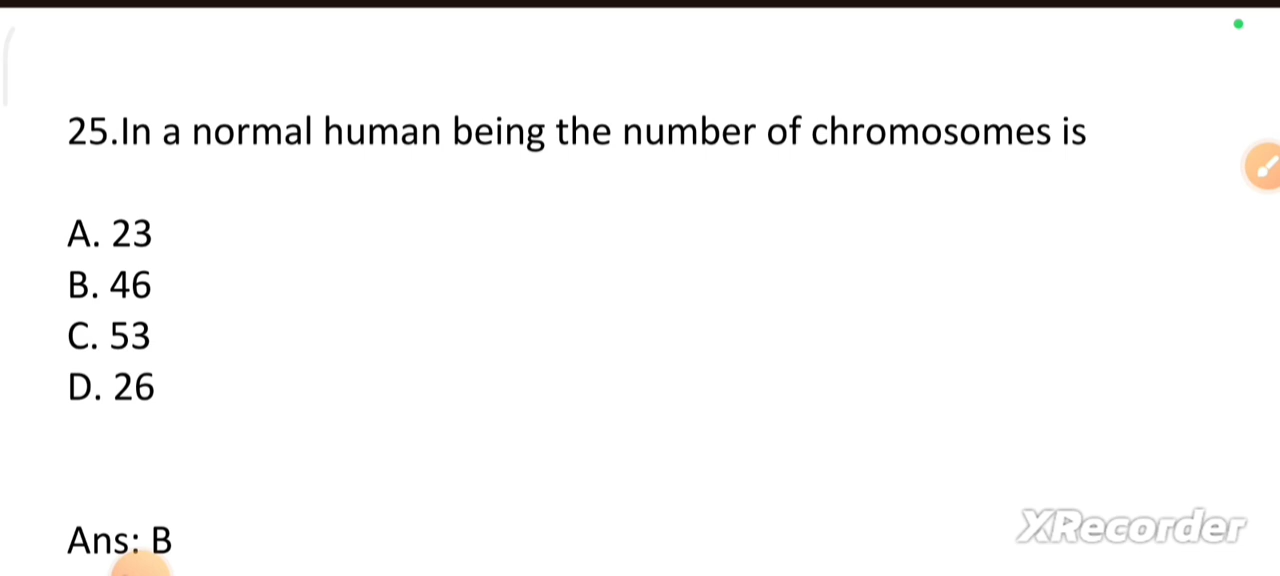 25.In a normal human being the number of chromosomes is
A. 23
B. 46
C. 53
D. 26
Ans: B
XRecorder